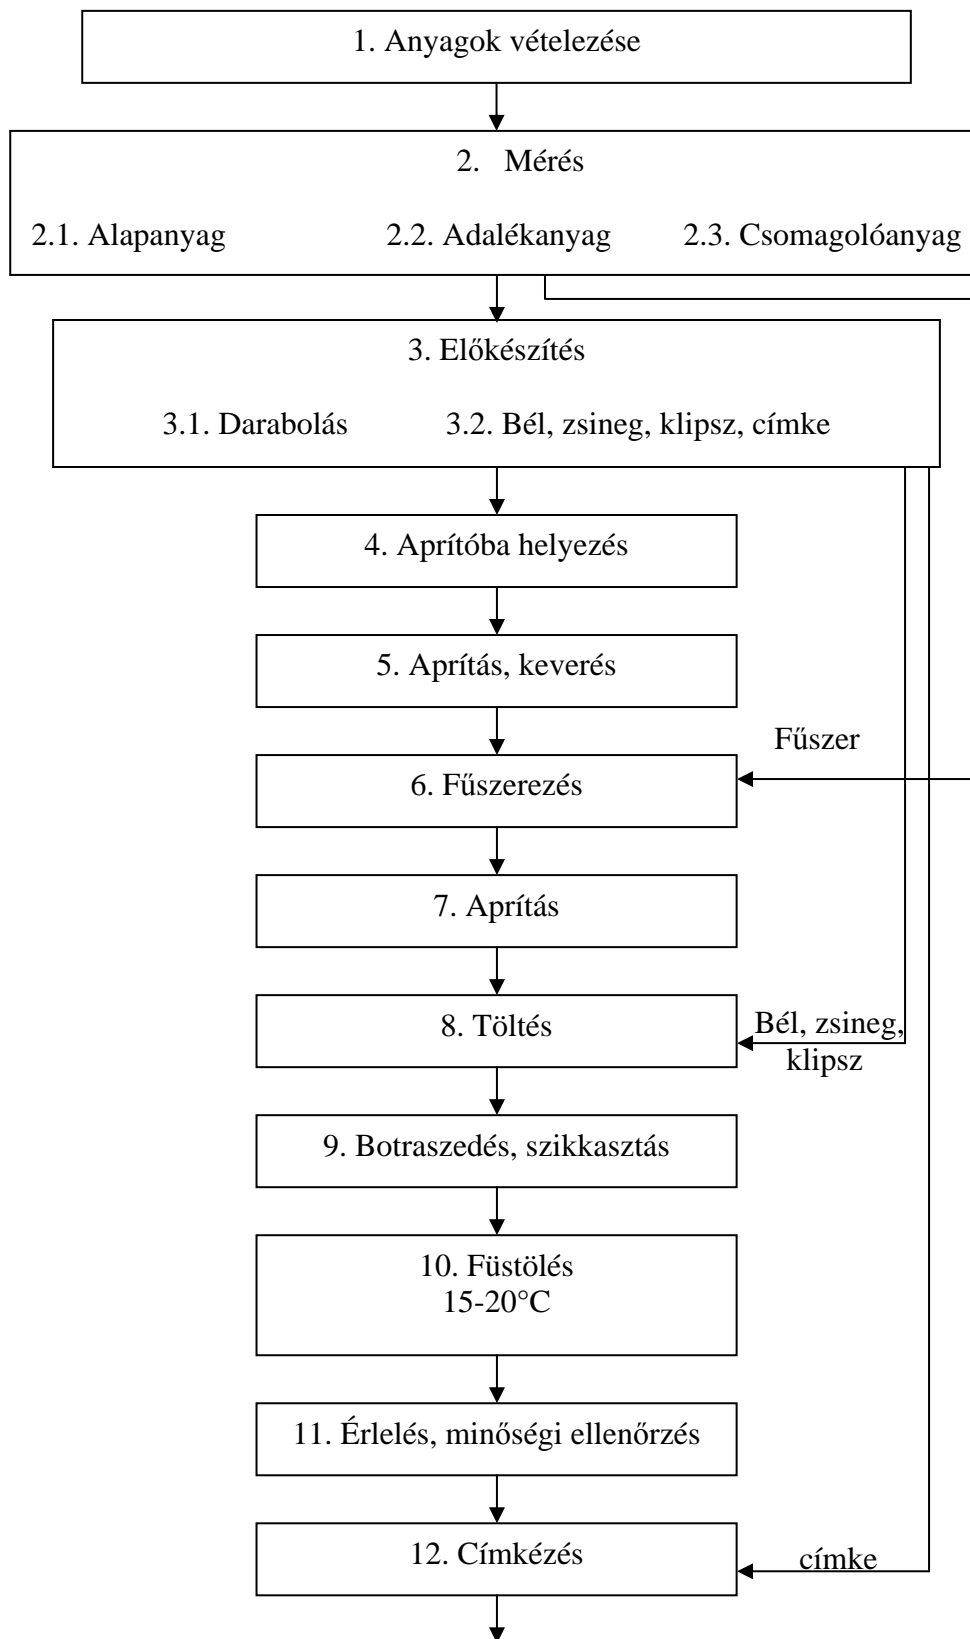 1. Anyagok vételezése
2. Mérés
2.1. Alapanyag 2.2. Adalékanyag 2.3. Csomagolóanyag
3. Előkészítés
3.1. Darabolás 3.2. Bél, zsineg, klipsz, címke
4. Aprítóba helyezés
5. Aprítás, keverés
Fűszer
6. Fűszerezés
7. Aprítás
8. Töltés
Bél, zsineg,
klipsz
9. Botraszedés, szikkasztás
10. Füstölés
15-20°C
11. Érlelés, minőségi ellenőrzés
12. Címkézés
címke